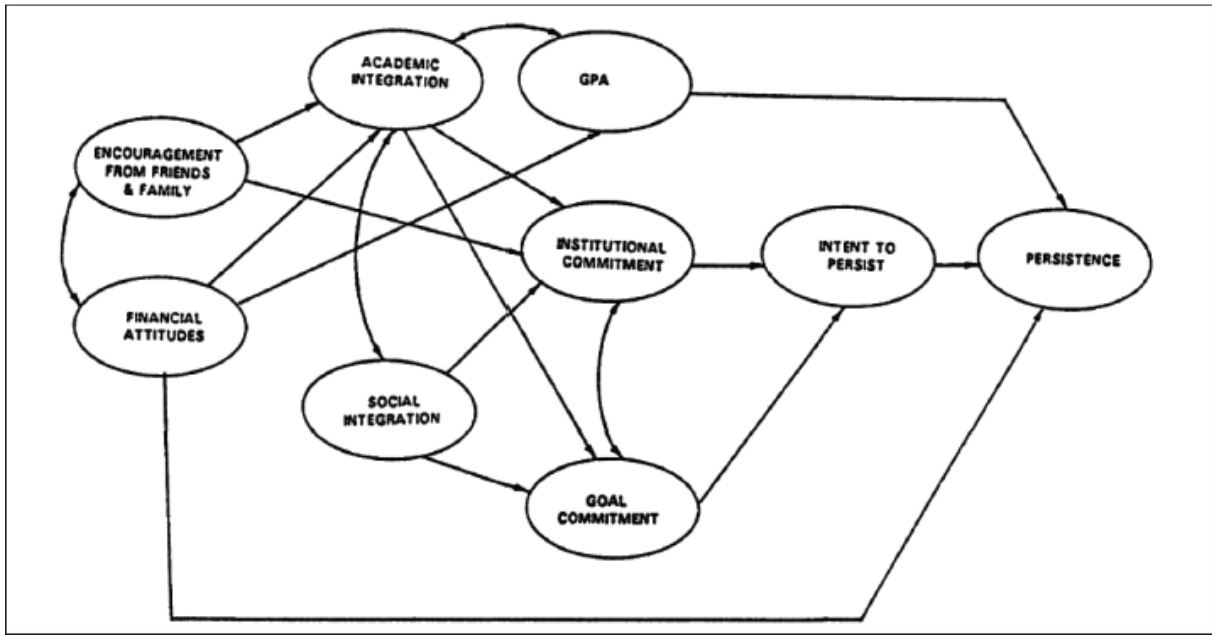 ACADEMIC
INTEGRATION
GPA
ENCOURAGEMENT
FROM FRIENDS
& FAMILY
INSTITUTIONAL
COMMITMENT
INTENT TO
PERSIST
PERSISTENCE
FINANCIAL
ATTITUDES
SOCIAL
INTEGRATION
GOAL
COMMITMENT